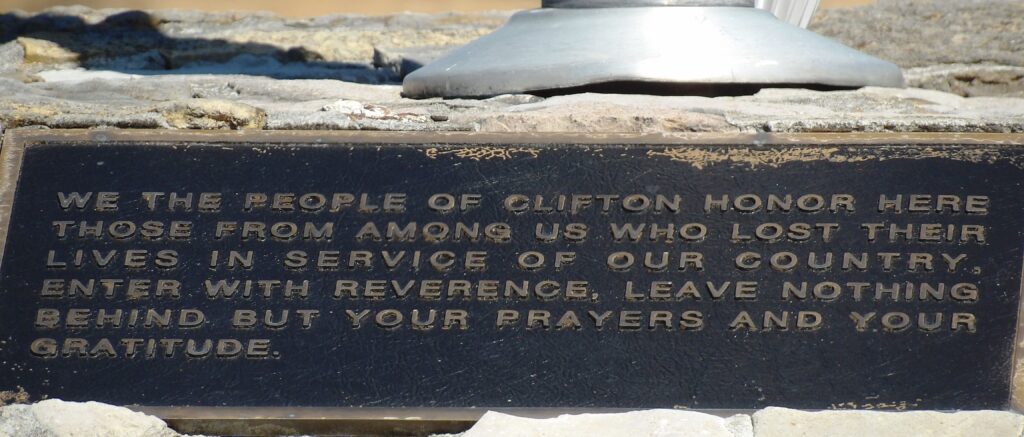 WE THE PEOPLE OF CLIFTON HONOR HERE
THOSE FROM AMONG US WHO LOST THEIR
LIVES IN SERVICE OF OUR COUNTRY.
ENTER WITH REVERENCE, LEAVE NOTHING
BEHIND BUT YOUR PRAYERS AND YOUR
GRATITUDE.